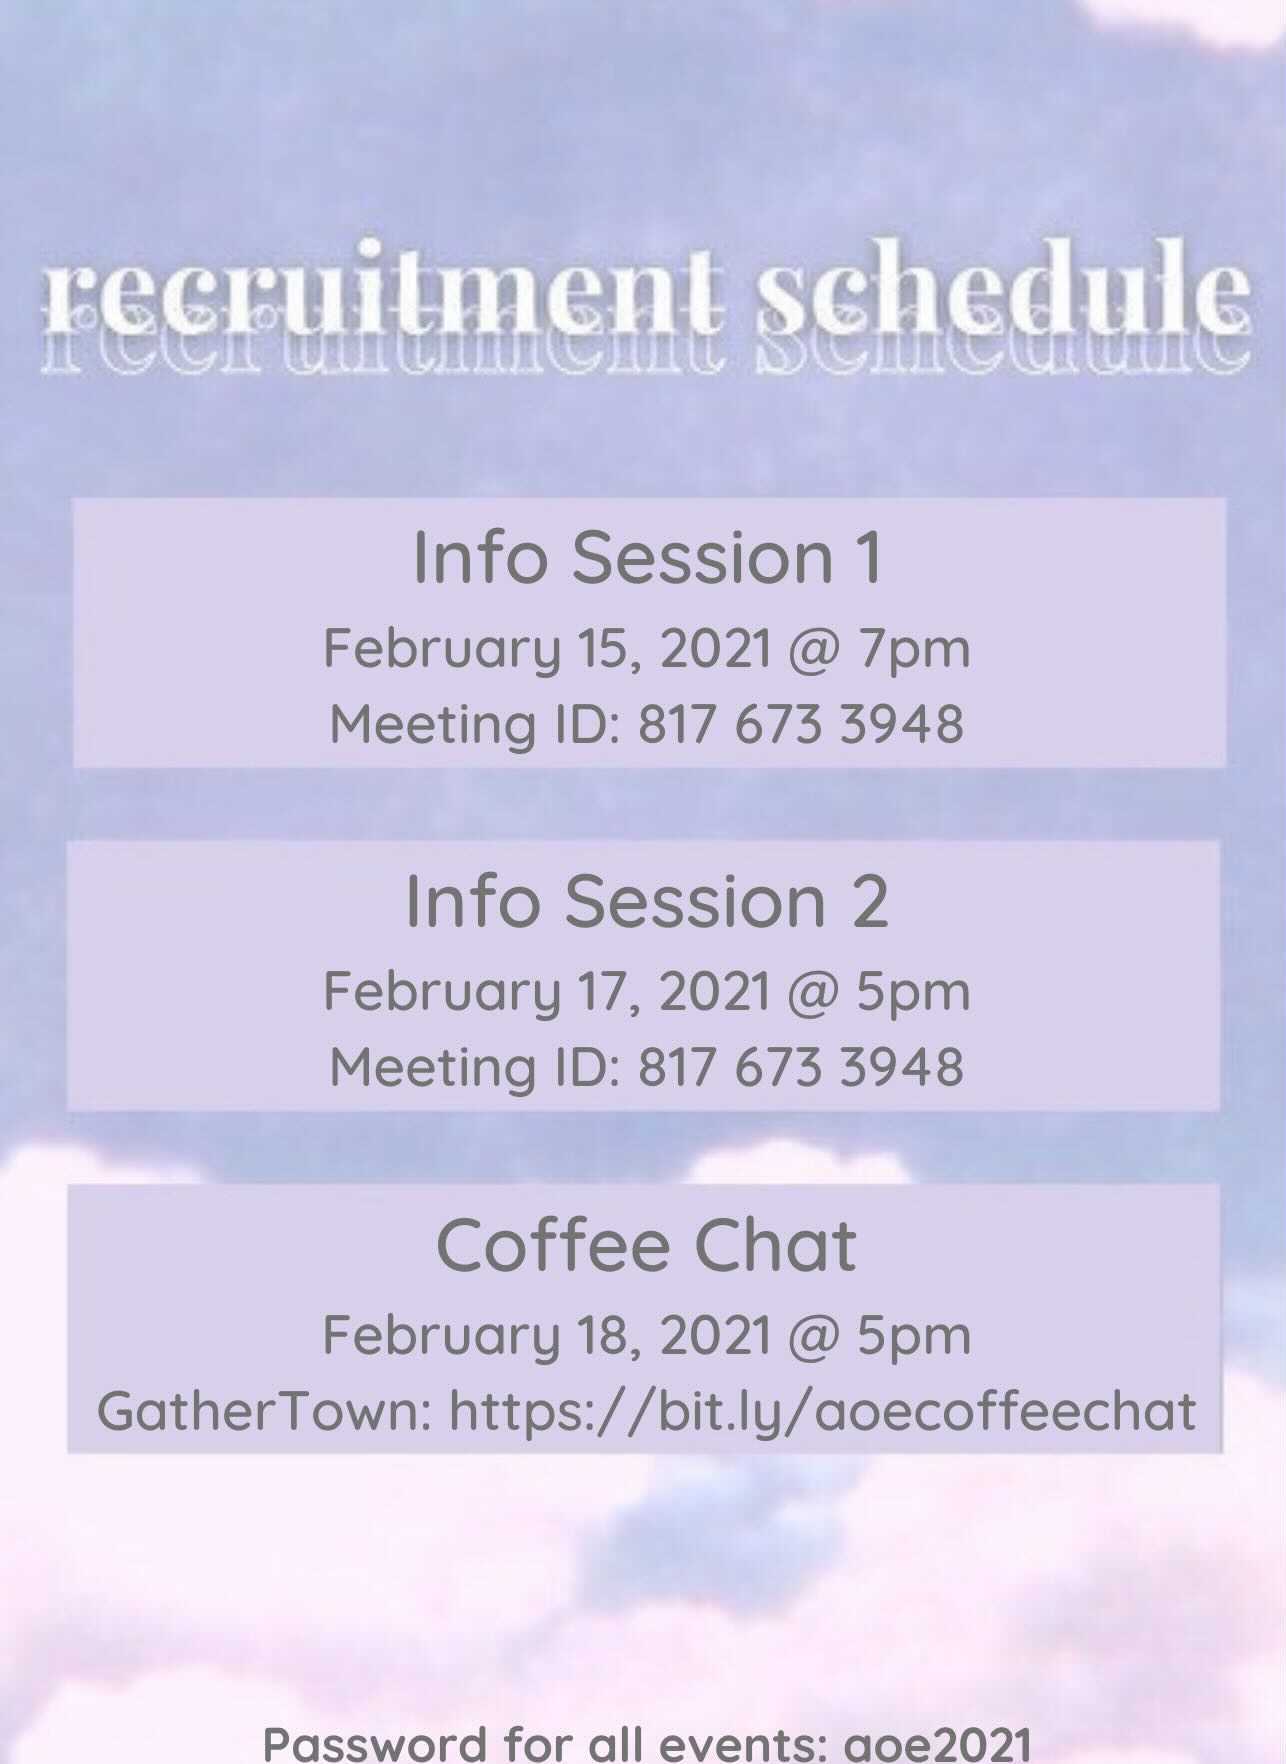 recruitment schedule
Info Session 1
February 15, 2021 @ 7pm
Meeting ID: 817 673 3948
Info Session 2
February 17, 2021 @ 5pm
Meeting ID: 817 673 3948
Coffee Chat
February 18, 2021 @ 5pm
GatherTown: https://bit.ly/aoecoffeechat
Password for all events: aoe2021